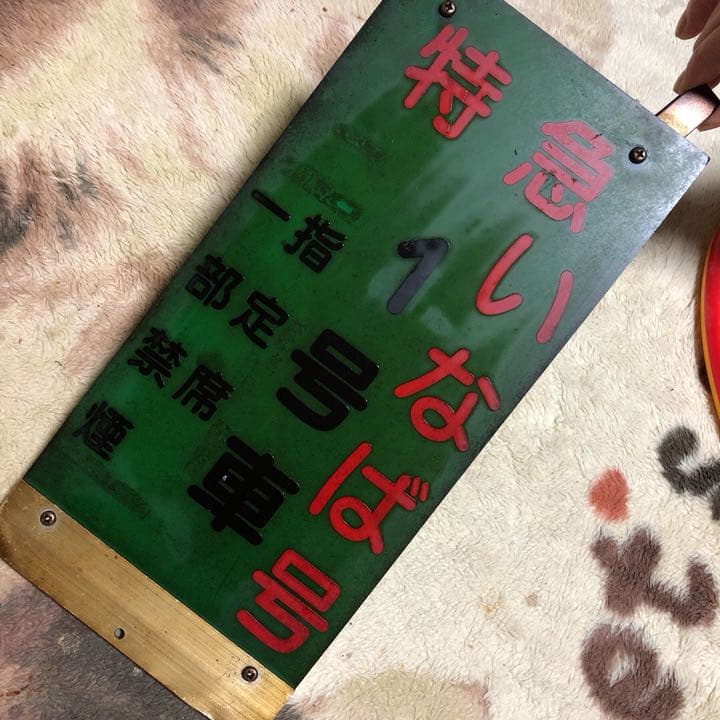 特急
いなば号
1号車
指定席
一部禁煙